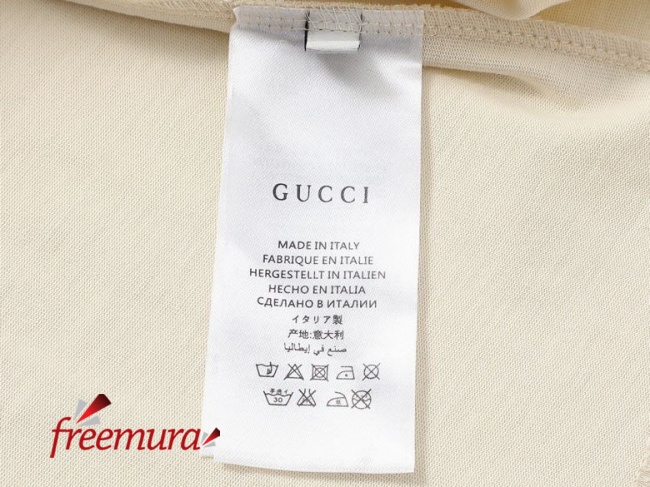 GUCCI
MADE IN ITALY
FABRIQUE EN ITALIE
HERGESTELLT IN ITALIEN
HECHO EN ITALIA
СДЕЛАНО В ИТАЛИИ
イタリア製
产地:意大利
صنع في إيطاليا
30
freemura